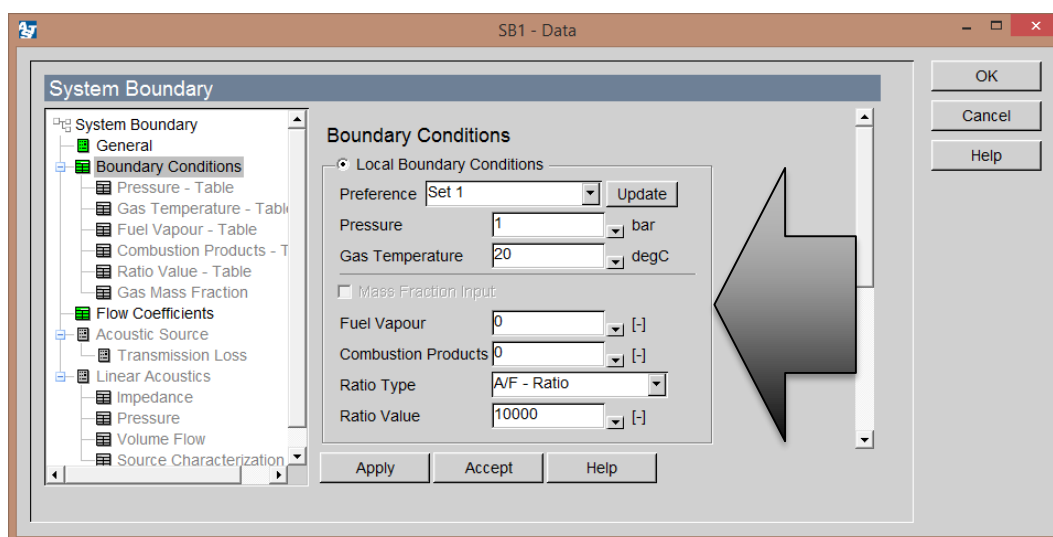 SB1 - Data
System Boundary
System Boundary
General
Boundary Conditions
Pressure - Table
Gas Temperature - Tabl
Fuel Vapour - Table
Combustion Products - T
Ratio Value - Table
Gas Mass Fraction
Flow Coefficients
Acoustic Source
Transmission Loss
Linear Acoustics
Impedance
Pressure
Volume Flow
Source Characterization
Boundary Conditions
Local Boundary Conditions
Preference Set 1 Update
Pressure 1 bar
Gas Temperature 20 degC
Mass Fraction Input
Fuel Vapour 0 [-]
Combustion Products 0 [-]
Ratio Type A/F - Ratio
Ratio Value 10000 [-]
Apply Accept Help
OK
Cancel
Help